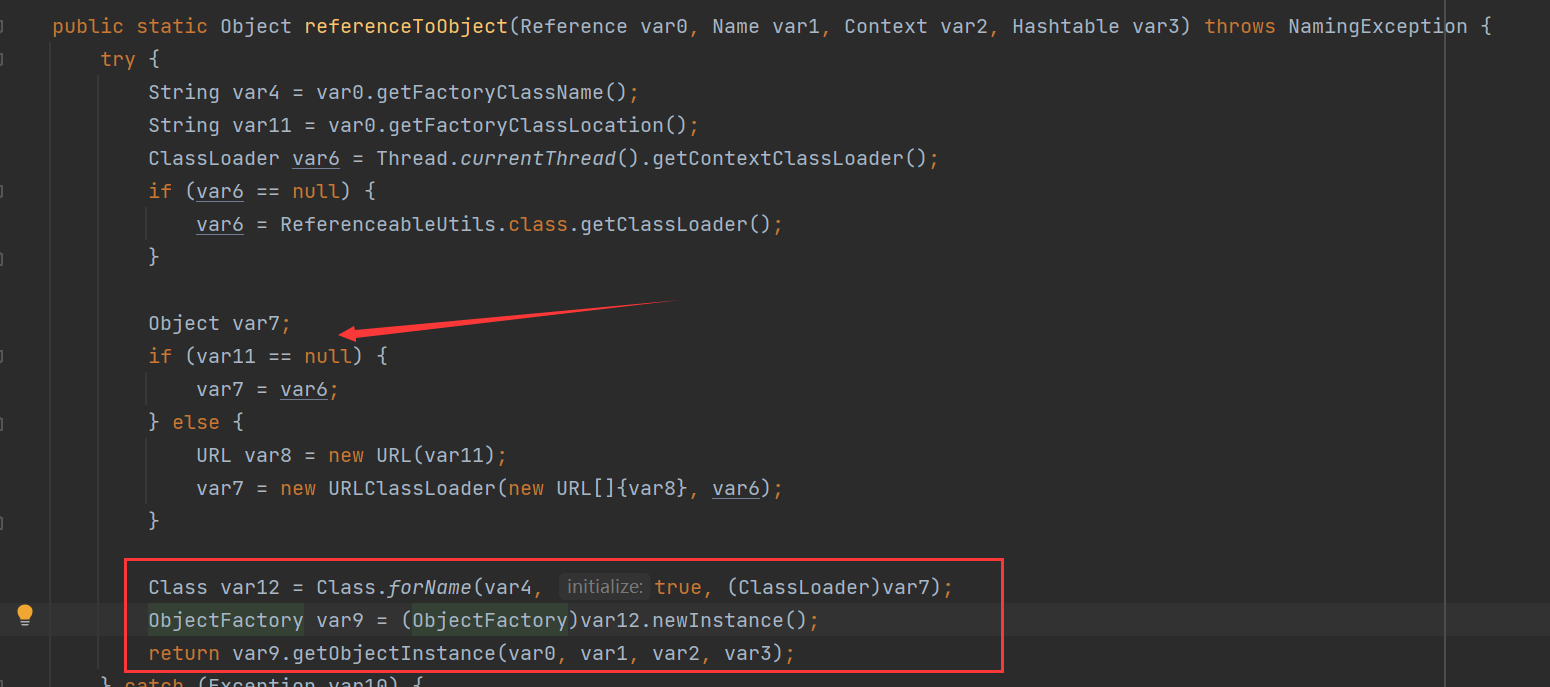 public static Object referenceToObject(Reference var0, Name var1, Context var2, Hashtable var3) throws NamingException {
try {
String var4 = var0.getFactoryClassName();
String var11 = var0.getFactoryClassLocation();
ClassLoader var6 = Thread.currentThread().getContextClassLoader();
if (var6 == null) {
var6 = ReferenceableUtils.class.getClassLoader();
}
Object var7;
if (var11 == null) {
var7 = var6;
} else {
URL var8 = new URL(var11);
var7 = new URLClassLoader(new URL[]{var8}, var6);
}
Class var12 = Class.forName(var4, initialize: true, (ClassLoader)var7);
ObjectFactory var9 = (ObjectFactory)var12.newInstance();
return var9.getObjectInstance(var0, var1, var2, var3);
} catch (Exception var10) {